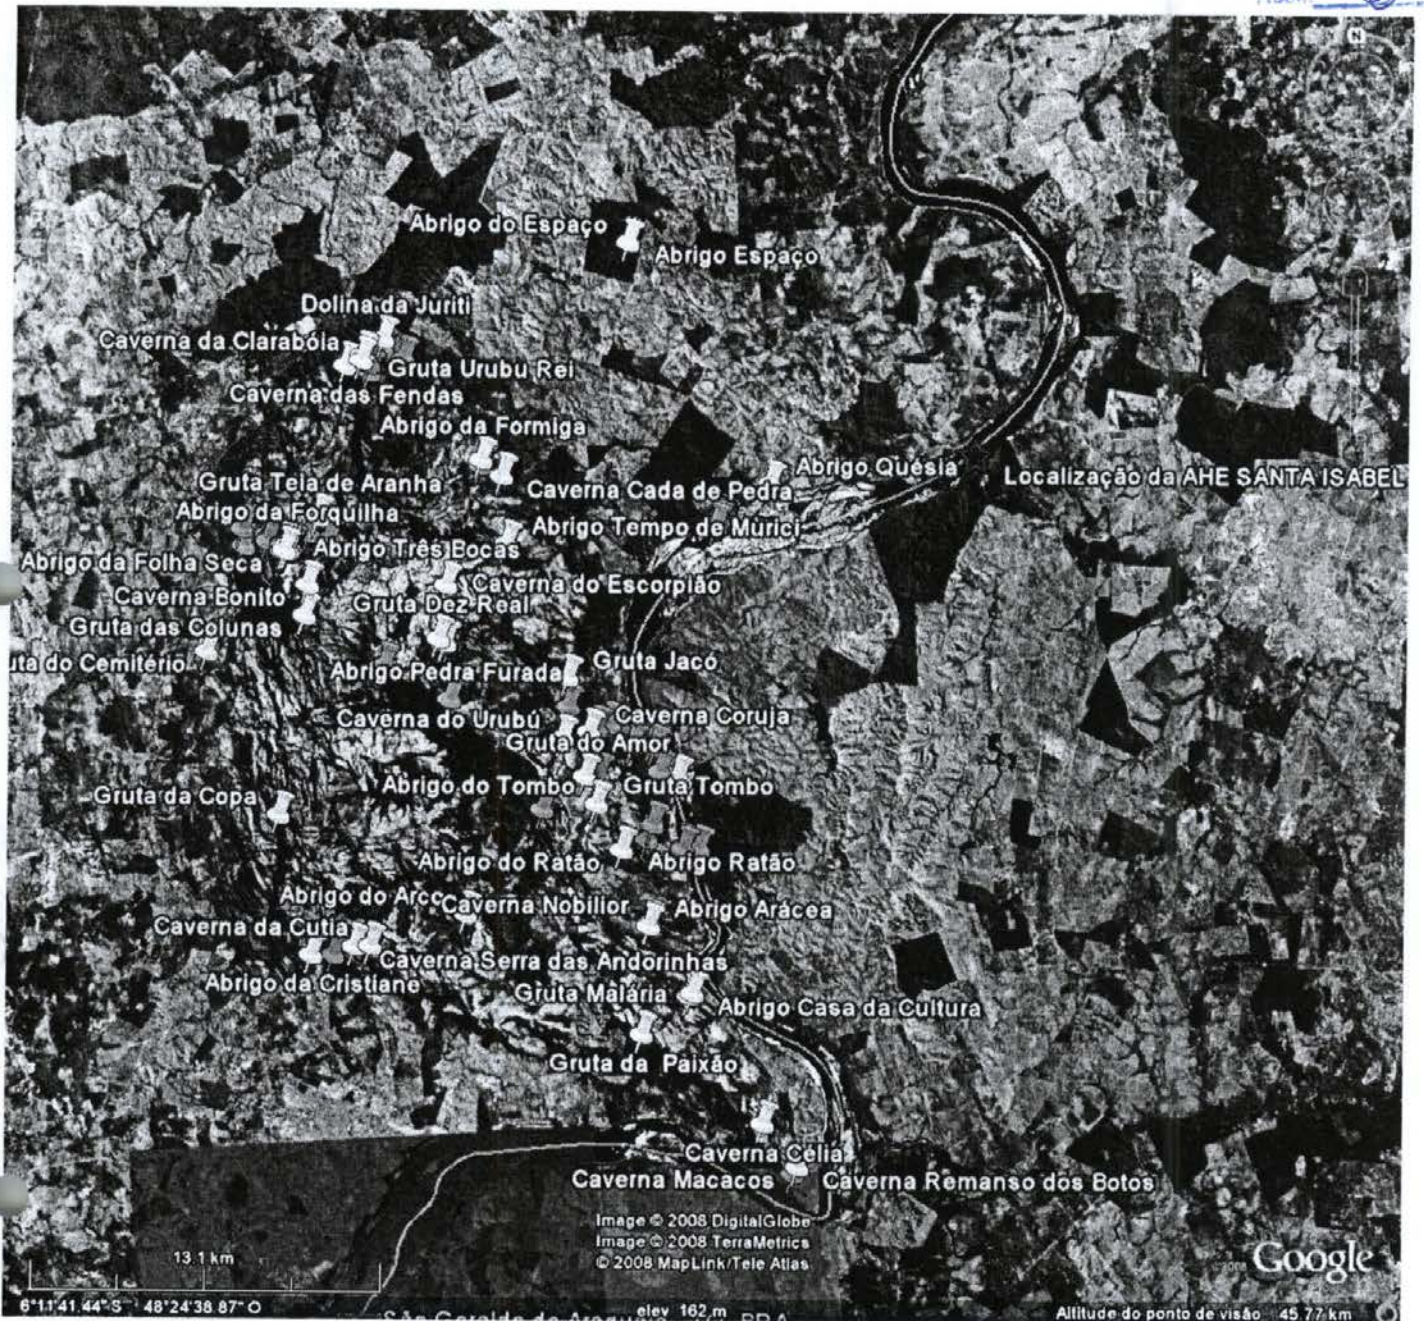 N
Abrigo do Espaço
Abrigo Espaço
Dolina da Juriti
Caverna da Clarabóia
Gruta Urubu Rei
Caverna das Fendas
Abrigo da Formiga
Abrigo Quésia
Localização da AHE SANTA ISABEL
Gruta Teia de Aranha
Caverna Cada de Pedra
Abrigo da Forquilha
Abrigo Tempo de Murici
Abrigo Três Bocas
Abrigo da Folha Seca
Caverna do Escorpião
Caverna Bonito
Gruta Dez Real
Gruta das Colunas
uta do Cemitério
Gruta Jacó
Abrigo Pedra Furada
Caverna do Urubú
Caverna Coruja
Gruta do Amor
Abrigo do Tombo
Gruta Tombo
Gruta da Copa
Abrigo do Ratão
Abrigo Ratão
Abrigo do Arco
Caverna Nobilior
Abrigo Arácea
Caverna da Cutia
Caverna Serra das Andorinhas
Abrigo da Cristiane
Gruta Malária
Abrigo Casa da Cultura
Gruta da Paixão
Caverna Célia
Caverna Macacos
Caverna Remanso dos Botos
Image © 2008 DigitalGlobe
Image © 2008 TerraMetrics
© 2008 MapLink/Tele Atlas
13.1 km
©2008 Google
6°11'41.44" S 48°24'38.87" O
elev 162 m
Altitude do ponto de visão 45.77 km